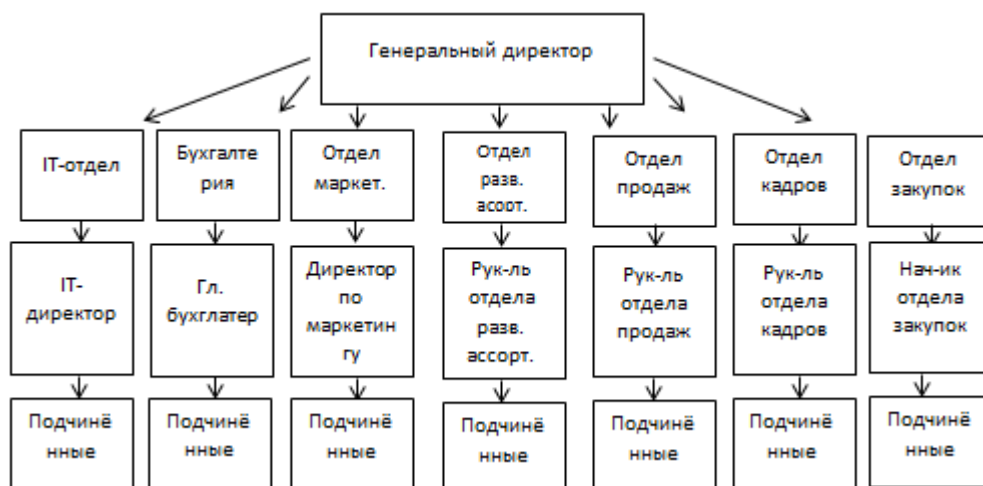 Генеральный директор
IT-отдел
Бухгалте
рия
Отдел
маркет.
Отдел
разв.
асорт.
Отдел
продаж
Отдел
кадров
Отдел
закупок
IT-
директор
Гл.
бухглатер
Директор
по
маркетин
гу
Рук-ль
отдела
разв.
ассорт.
Рук-ль
отдела
продаж
Рук-ль
отдела
кадров
Нач-ик
отдела
закупок
Подчинё
нные
Подчинё
нные
Подчинё
нные
Подчинё
нные
Подчинё
нные
Подчинё
нные
Подчинё
нные